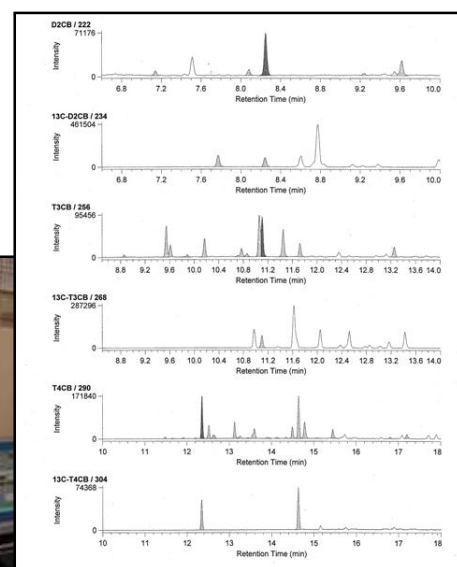 D2CB / 222
71176
Intensity
0
6.8 7.2 7.6 8.0 8.4 8.8 9.2 9.6 10.0
Retention Time (min)
13C-D2CB / 234
461504
Intensity
0
6.8 7.2 7.6 8.0 8.4 8.8 9.2 9.6 10.0
Retention Time (min)
T3CB / 256
95456
Intensity
0
8.8 9.2 9.6 10.0 10.4 10.8 11.2 11.6 12.0 12.4 12.8 13.2 13.6 14.0
Retention Time (min)
13C-T3CB / 268
287296
Intensity
0
8.8 9.2 9.6 10.0 10.4 10.8 11.2 11.6 12.0 12.4 12.8 13.2 13.6 14.0
Retention Time (min)
T4CB / 290
171840
Intensity
0
10 11 12 13 14 15 16 17 18
Retention Time (min)
13C-T4CB / 304
74368
Intensity
0
10 11 12 13 14 15 16 17 18
Retention Time (min)